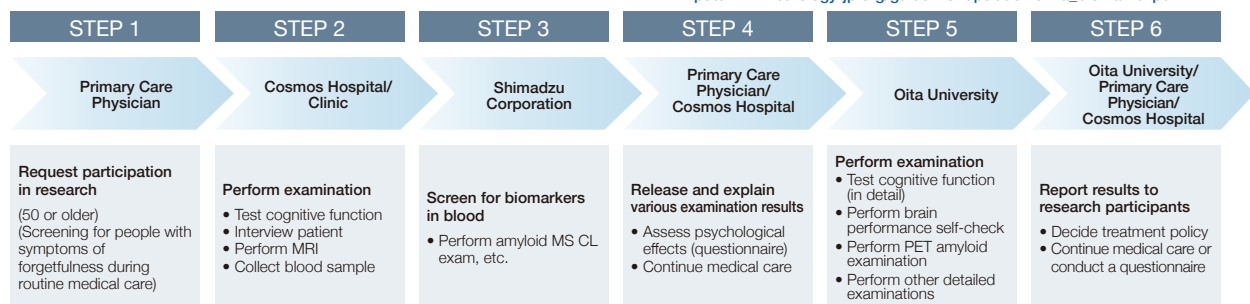 STEP 1
STEP 2
STEP 3
STEP 4
STEP 5
STEP 6
Primary Care
Physician
Cosmos Hospital/
Clinic
Shimadzu
Corporation
Primary Care
Physician/
Cosmos Hospital
Oita University
Oita University/
Primary Care
Physician/
Cosmos Hospital
Request participation
in research
(50 or older)
(Screening for people with
symptoms of
forgetfulness during
routine medical care)
Perform examination
• Test cognitive function
• Interview patient
• Perform MRI
• Collect blood sample
Screen for biomarkers
in blood
• Perform amyloid MS CL
exam, etc.
Release and explain
various examination results
• Assess psychological
effects (questionnaire)
• Continue medical care
Perform examination
• Test cognitive function
(in detail)
• Perform brain
performance self-check
• Perform PET amyloid
examination
• Perform other detailed
examinations
Report results to
research participants
• Decide treatment policy
• Continue medical care or
conduct a questionnaire